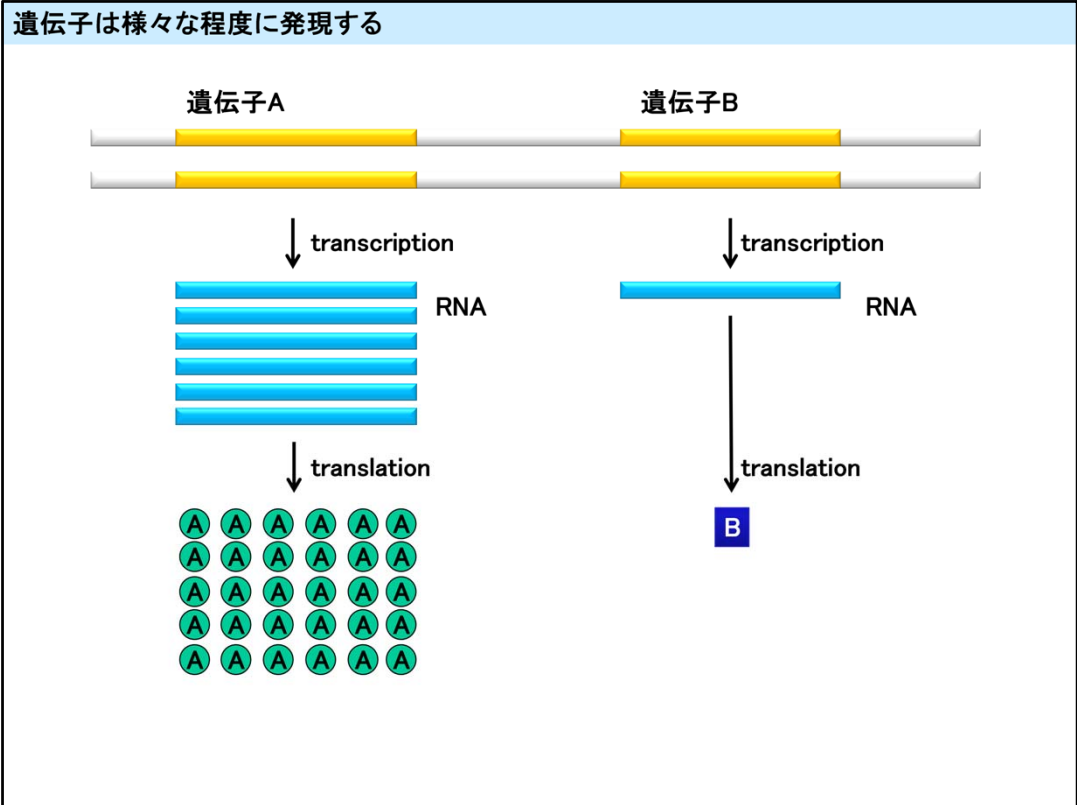 遺伝子は様々な程度に発現する
遺伝子A
遺伝子B
transcription
transcription
RNA
RNA
translation
translation
A A A A A A
A A A A A A
A A A A A A
A A A A A A
A A A A A A
B